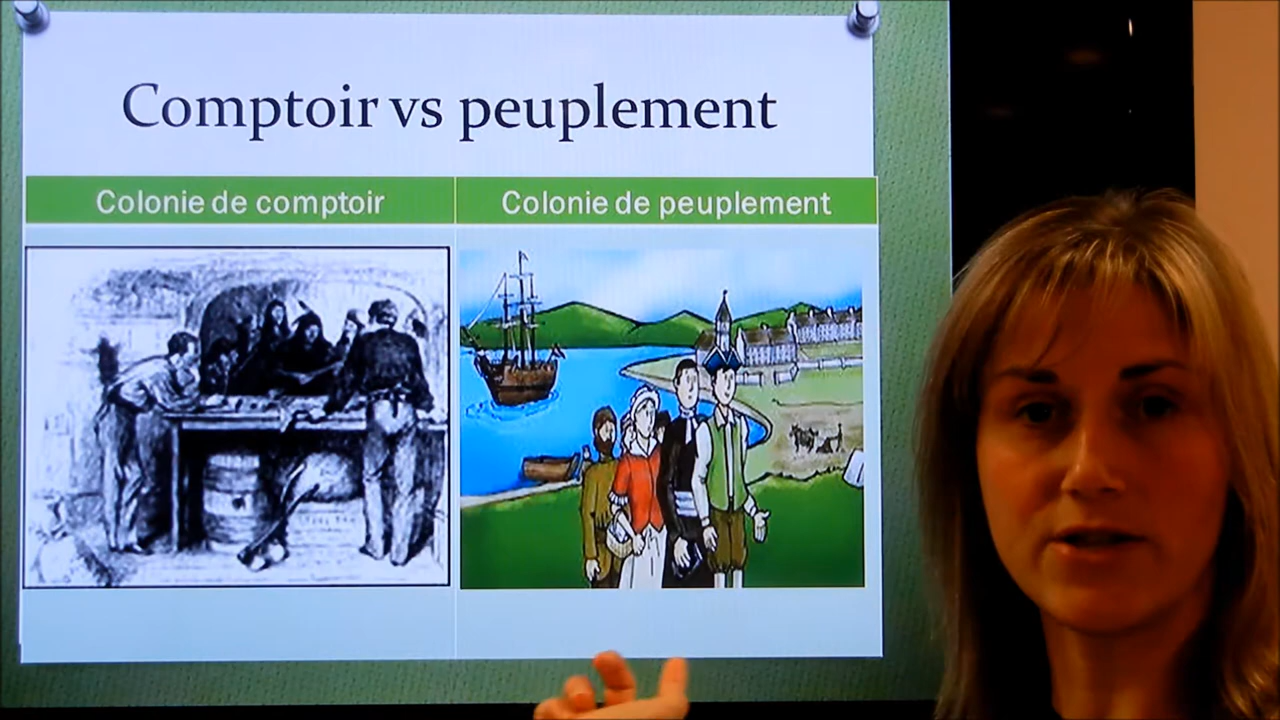 Comptoir vs peuplement
Colonie de comptoir
Colonie de peuplement